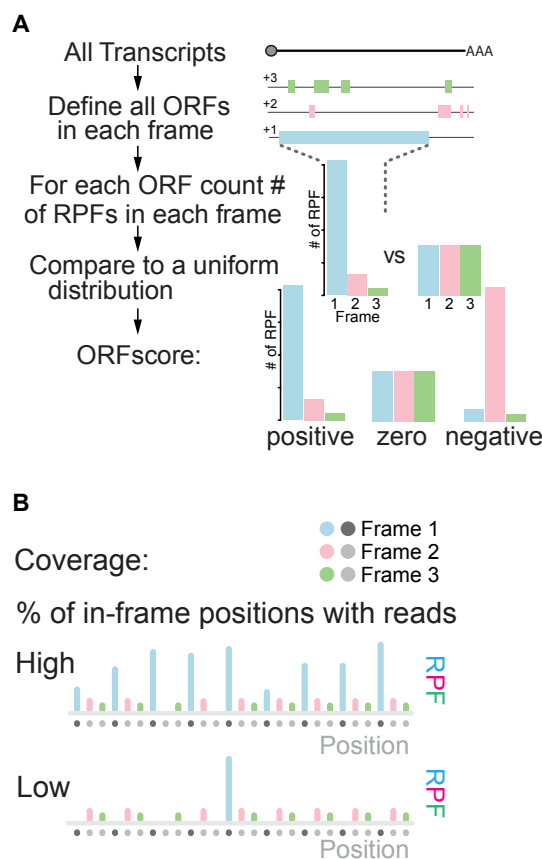 A
All Transcripts
AAA
+3
Define all ORFs
in each frame
+2
+1
For each ORF count #
of RPFs in each frame
# of RPF
vs
Compare to a uniform
distribution
1 2 3
Frame
1 2 3
ORFscore:
# of RPF
positive
zero
negative
B
Coverage:
Frame 1
Frame 2
Frame 3
% of in-frame positions with reads
High
RPF
Position
Low
RPF
Position